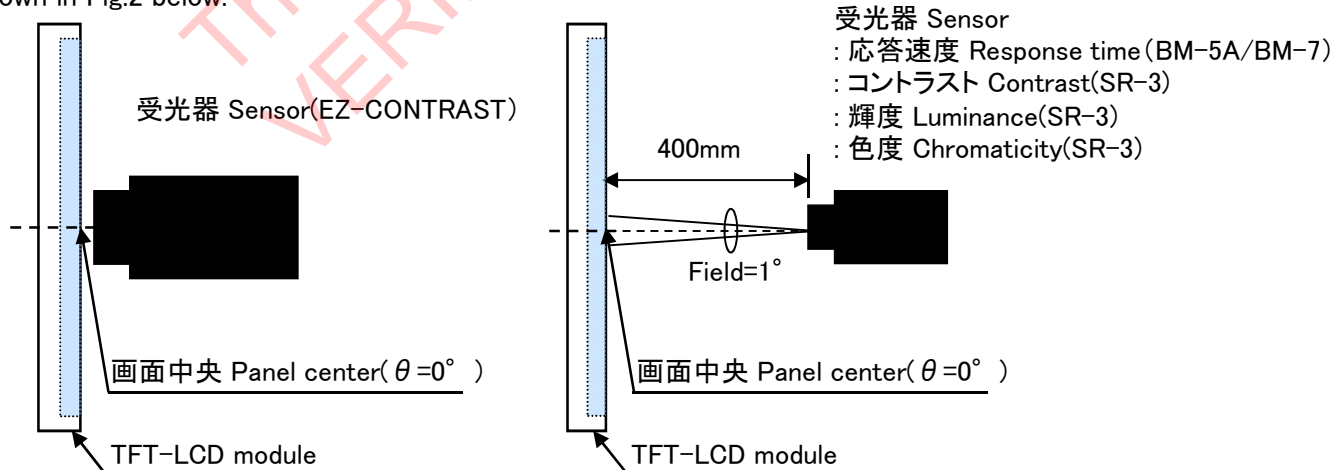 own in Fig.2 below.
受光器 Sensor(EZ-CONTRAST)
画面中央 Panel center(θ=0°)
TFT-LCD module
受光器 Sensor
: 応答速度 Response time(BM-5A/BM-7)
: コントラスト Contrast(SR-3)
: 輝度 Luminance(SR-3)
: 色度 Chromaticity(SR-3)
400mm
Field=1°
画面中央 Panel center(θ=0°)
TFT-LCD module